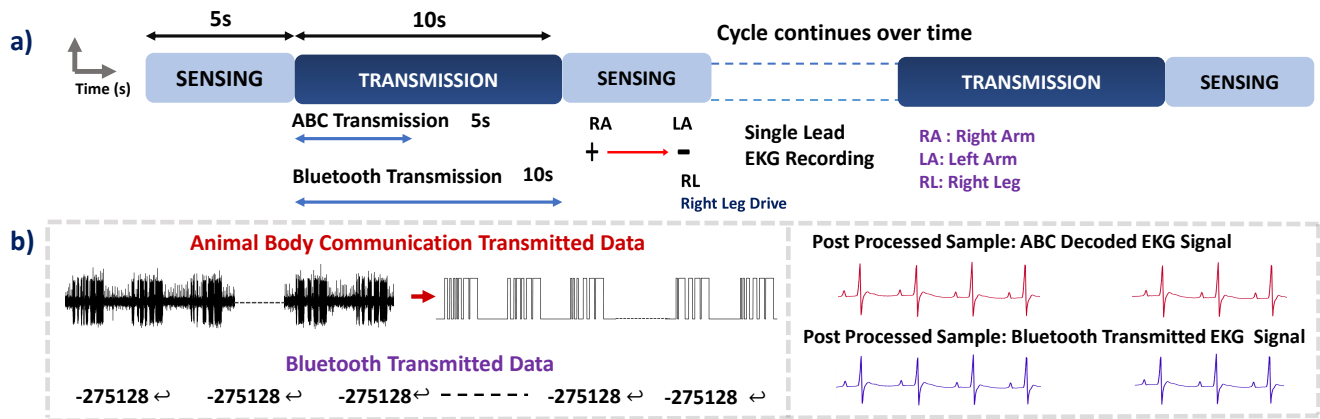 a)
5s
10s
Cycle continues over time
Time (s)
SENSING
TRANSMISSION
SENSING
TRANSMISSION
SENSING
ABC Transmission 5s
Bluetooth Transmission 10s
RA
LA
+
-
RL
Right Leg Drive
Single Lead
EKG Recording
RA : Right Arm
LA: Left Arm
RL: Right Leg
b)
Animal Body Communication Transmitted Data
Bluetooth Transmitted Data
-275128 ↩ -275128 ↩ -275128 ↩ -275128 ↩ -275128 ↩
Post Processed Sample: ABC Decoded EKG Signal
Post Processed Sample: Bluetooth Transmitted EKG Signal